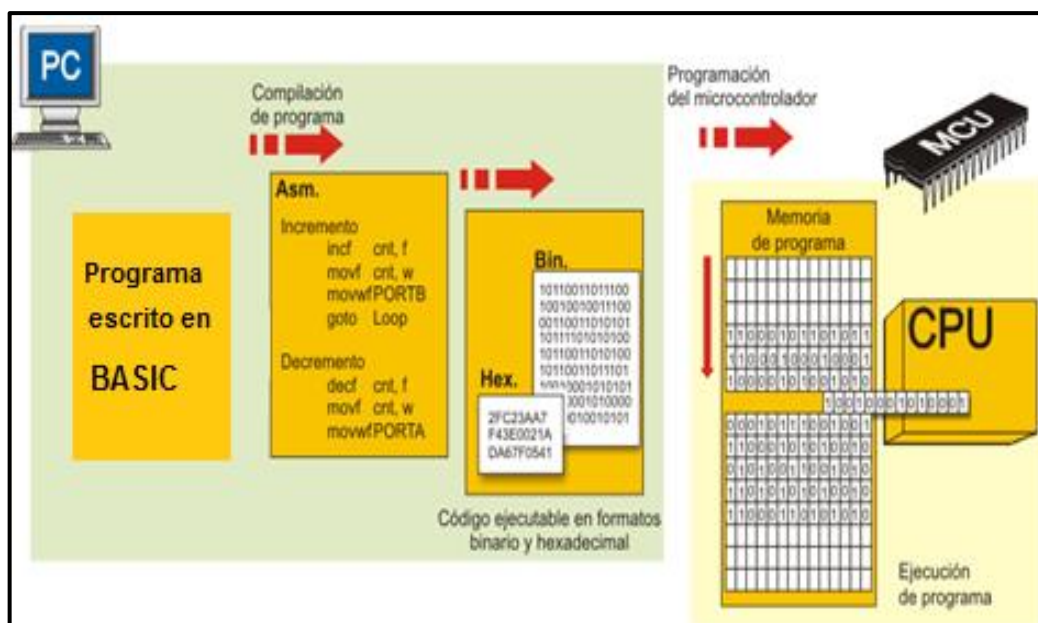 PC
Compilación
de programa
Programación
del microcontrolador
MCU
Programa
escrito en
BASIC
Asm.
Incremento
incf cnt, f
movf cnt, w
movwf PORTB
goto Loop
Decremento
decf cnt, f
movf cnt, w
movwf PORTA
Bin.
10110011011100
10010010011100
00110011010101
10111101010100
10110011010100
10110011011101
Hex.
2FC23AA7
F43E0021A
DA67F0541
Código ejecutable en formatos
binario y hexadecimal
Memoria
de programa
CPU
Ejecución
de programa